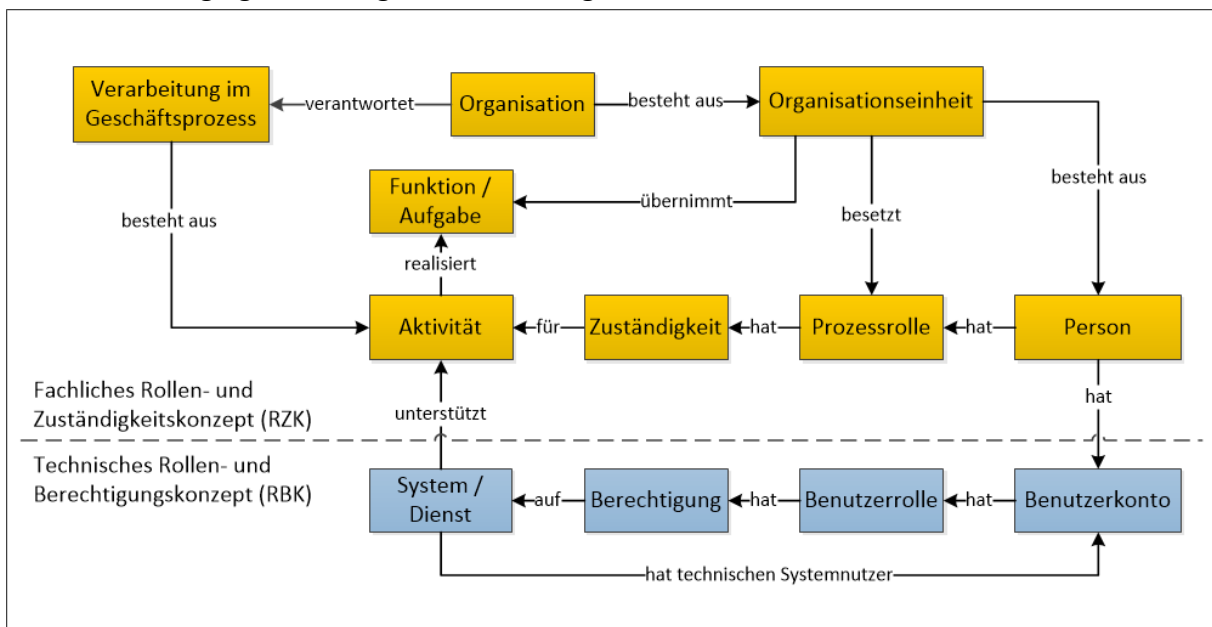 Verarbeitung im
Geschäftsprozess
verantwortet
Organisation
besteht aus
Organisationseinheit
Funktion /
Aufgabe
übernimmt
besteht aus
besteht aus
besetzt
realisiert
Aktivität
für
Zuständigkeit
hat
Prozessrolle
hat
Person
Fachliches Rollen- und
Zuständigkeitskonzept (RZK)
unterstützt
hat
Technisches Rollen- und
Berechtigungskonzept (RBK)
System /
Dienst
auf
Berechtigung
hat
Benutzerrolle
hat
Benutzerkonto
hat technischen Systemnutzer